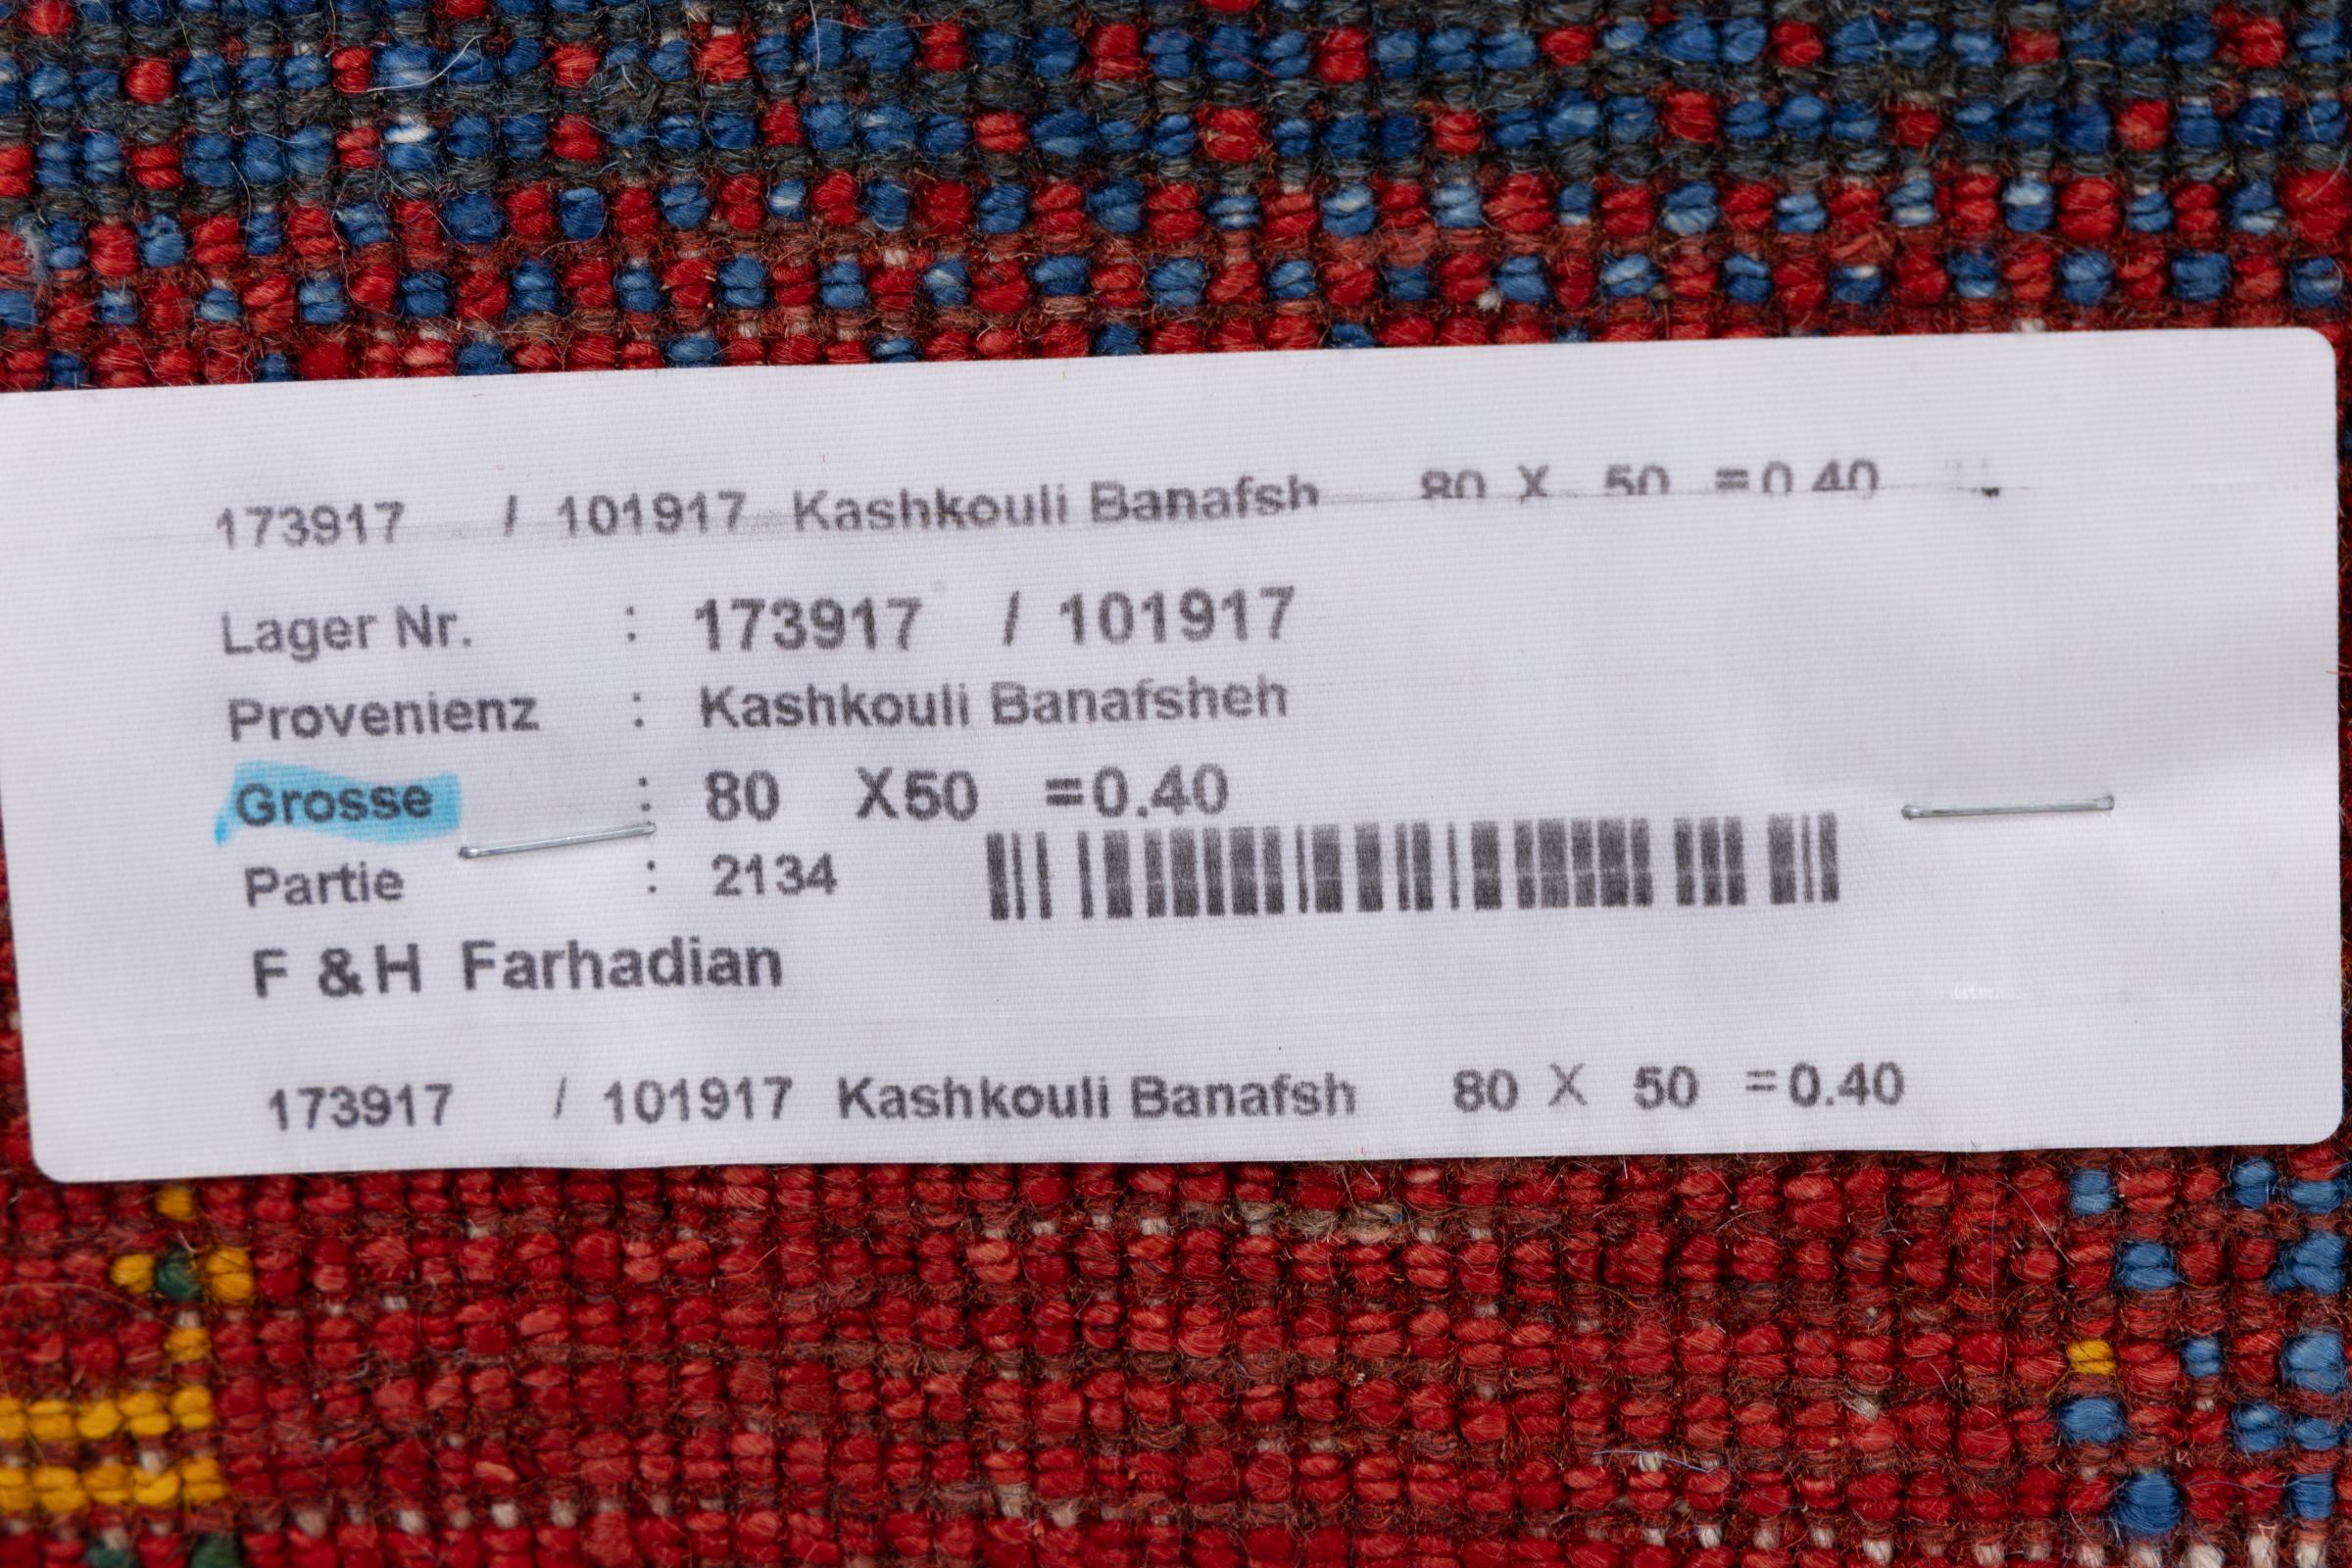 173917 / 101917 Kashkouli Banafsh 80 X 50 =0.40
Lager Nr. : 173917 / 101917
Provenienz : Kashkouli Banafsheh
Grosse : 80 X50 =0.40
Partie : 2134
F & H Farhadian
173917 / 101917 Kashkouli Banafsh 80 X 50 =0.40